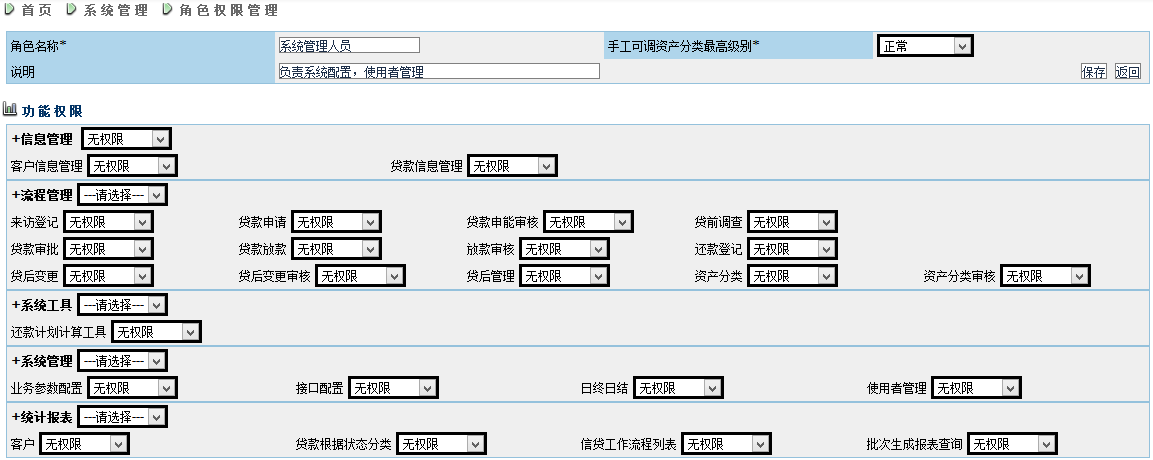 首页 系统管理 角色权限管理
角色名称* 系统管理人员 手工可调资产分类最高级别* 正常
说明 负责系统配置，使用者管理 保存 返回
功能权限
+信息管理 无权限
客户信息管理 无权限 贷款信息管理 无权限
+流程管理 ---请选择---
来访登记 无权限 贷款申请 无权限 贷款申能审核 无权限 贷前调查 无权限
贷款审批 无权限 贷款放款 无权限 放款审核 无权限 还款登记 无权限
贷后变更 无权限 贷后变更审核 无权限 贷后管理 无权限 资产分类 无权限 资产分类审核 无权限
+系统工具 ---请选择---
还款计划计算工具 无权限
+系统管理 ---请选择---
业务参数配置 无权限 接口配置 无权限 日终日结 无权限 使用者管理 无权限
+统计报表 ---请选择---
客户 无权限 贷款根据状态分类 无权限 信贷工作流程列表 无权限 批次生成报表查询 无权限